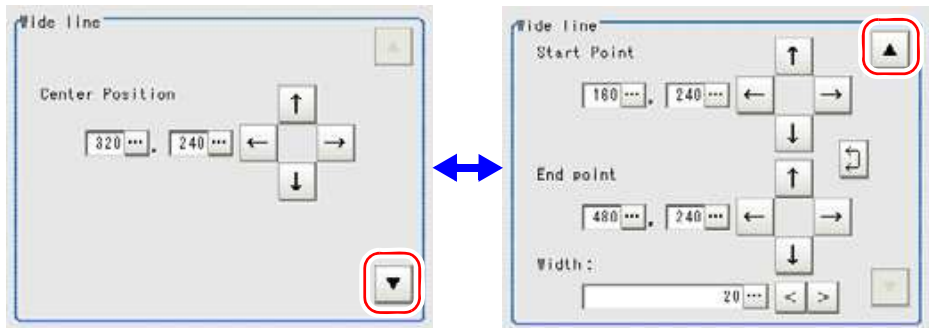 Wide line
Center Position
320 ... , 240 ...
Wide line
Start Point
160 ... , 240 ...
End point
480 ... , 240 ...
Width:
20 ... < >